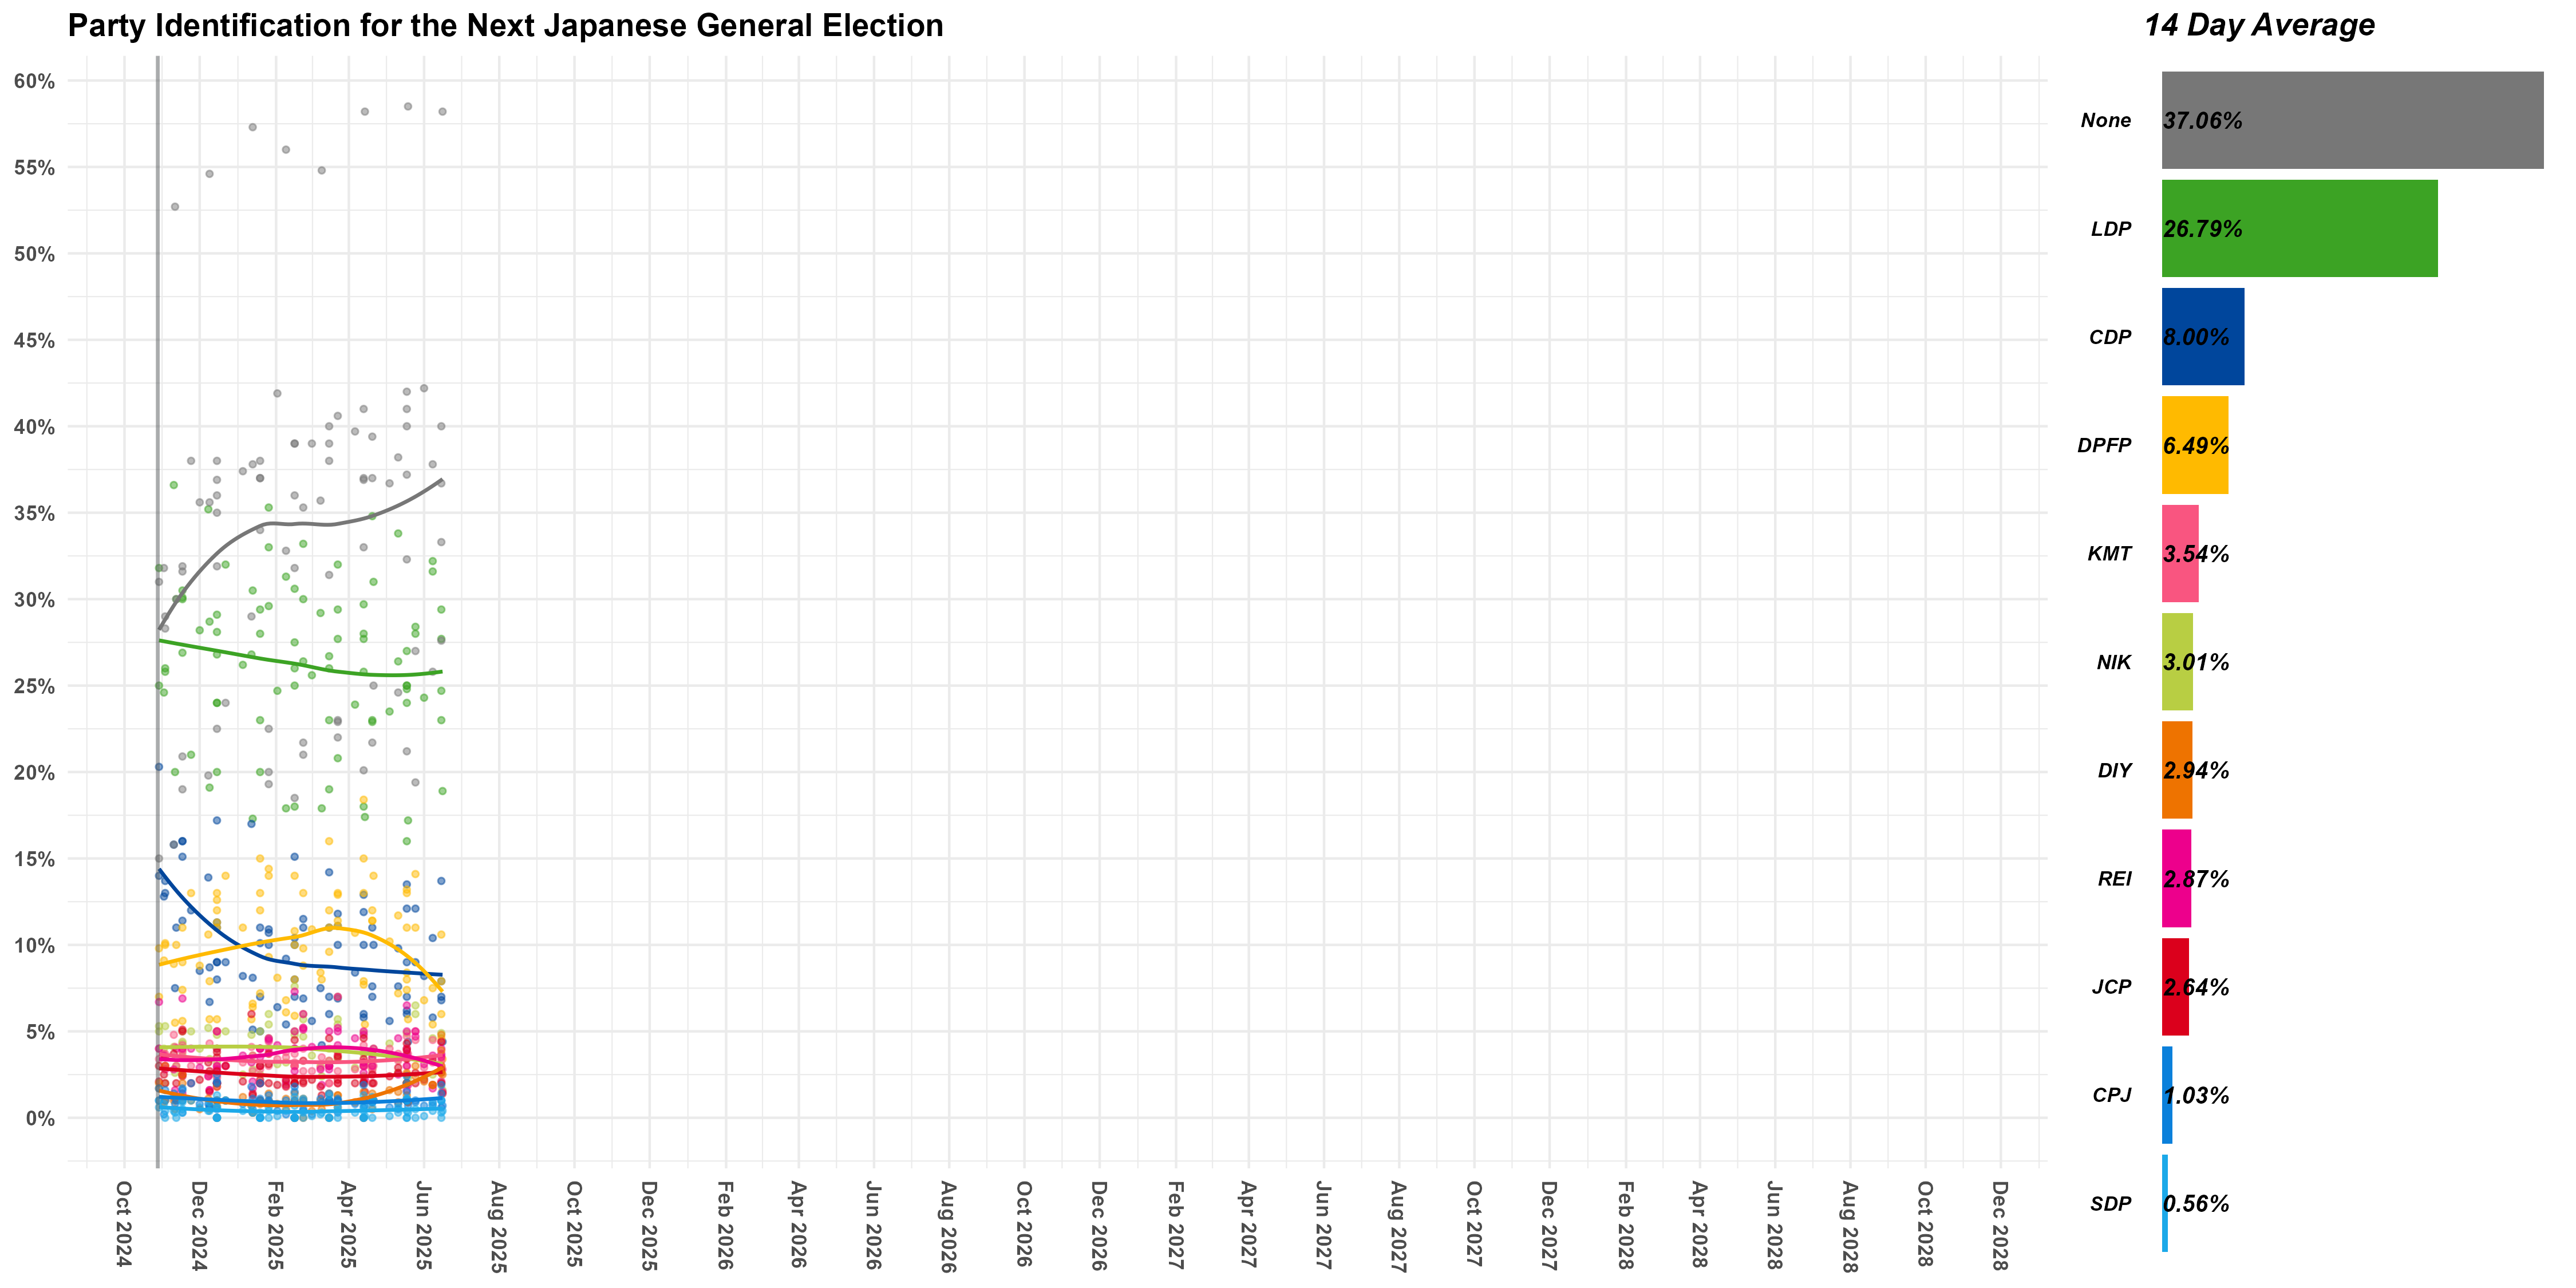 Party Identification for the Next Japanese General Election
14 Day Average
60%
55%
50%
45%
40%
35%
30%
25%
20%
15%
10%
5%
0%
Oct 2024
Dec 2024
Feb 2025
Apr 2025
Jun 2025
Aug 2025
Oct 2025
Dec 2025
Feb 2026
Apr 2026
Jun 2026
Aug 2026
Oct 2026
Dec 2026
Feb 2027
Apr 2027
Jun 2027
Aug 2027
Oct 2027
Dec 2027
Feb 2028
Apr 2028
Jun 2028
Aug 2028
Oct 2028
Dec 2028
None 37.06%
LDP 26.79%
CDP 8.00%
DPFP 6.49%
KMT 3.54%
NIK 3.01%
DIY 2.94%
REI 2.87%
JCP 2.64%
CPJ 1.03%
SDP 0.56%